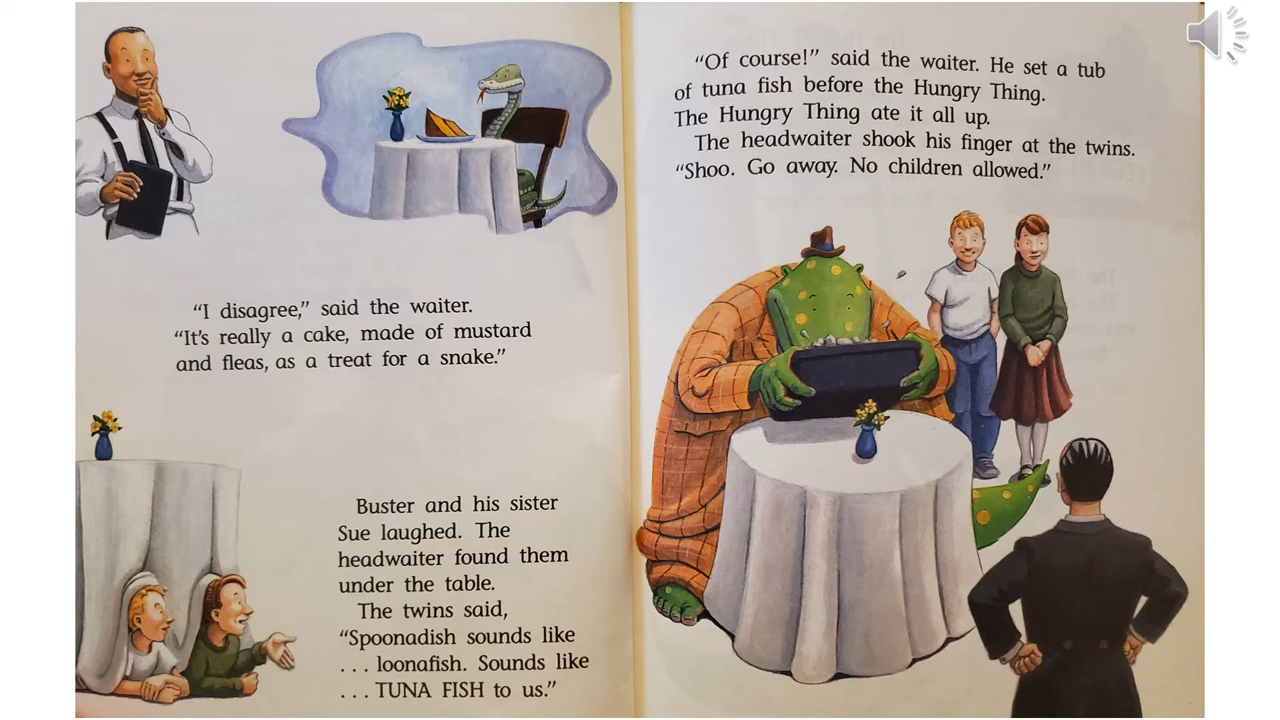 “I disagree,” said the waiter.
“It’s really a cake, made of mustard
and fleas, as a treat for a snake.”
Buster and his sister
Sue laughed. The
headwaiter found them
under the table.
The twins said,
“Spoonadish sounds like
. . . loonafish. Sounds like
. . . TUNA FISH to us.”
“Of course!” said the waiter. He set a tub
of tuna fish before the Hungry Thing.
The Hungry Thing ate it all up.
The headwaiter shook his finger at the twins.
“Shoo. Go away. No children allowed.”